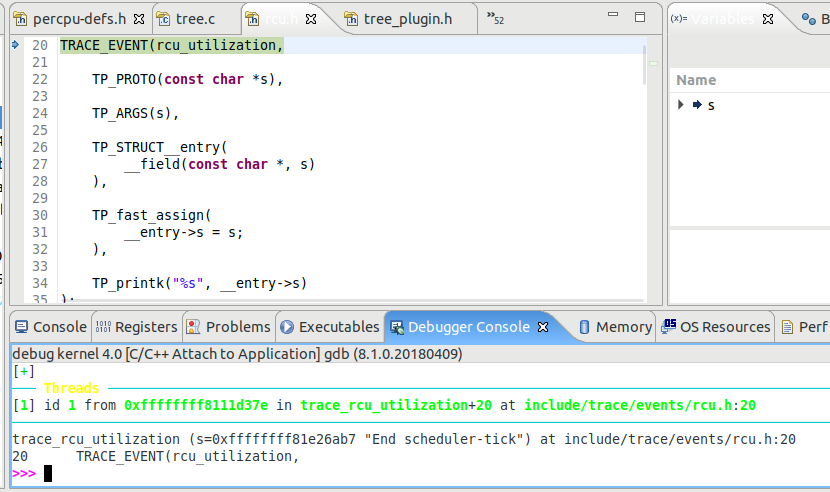 percpu-defs.h tree.c rcu.h tree_plugin.h »52
(x)= Variables
20 TRACE_EVENT(rcu_utilization,
21
22 TP_PROTO(const char *s),
23
24 TP_ARGS(s),
25
26 TP_STRUCT__entry(
27 __field(const char *, s)
28 ),
29
30 TP_fast_assign(
31 __entry->s = s;
32 ),
33
34 TP_printk("%s", __entry->s)
35 );
Name
s
Console Registers Problems Executables Debugger Console Memory OS Resources Perf
debug kernel 4.0 [C/C++ Attach to Application] gdb (8.1.0.20180409)
[+]
Threads
[1] id 1 from 0xffffffff8111d37e in trace_rcu_utilization+20 at include/trace/events/rcu.h:20
trace_rcu_utilization (s=0xffffffff81e26ab7 "End scheduler-tick") at include/trace/events/rcu.h:20
20 TRACE_EVENT(rcu_utilization,
>>>